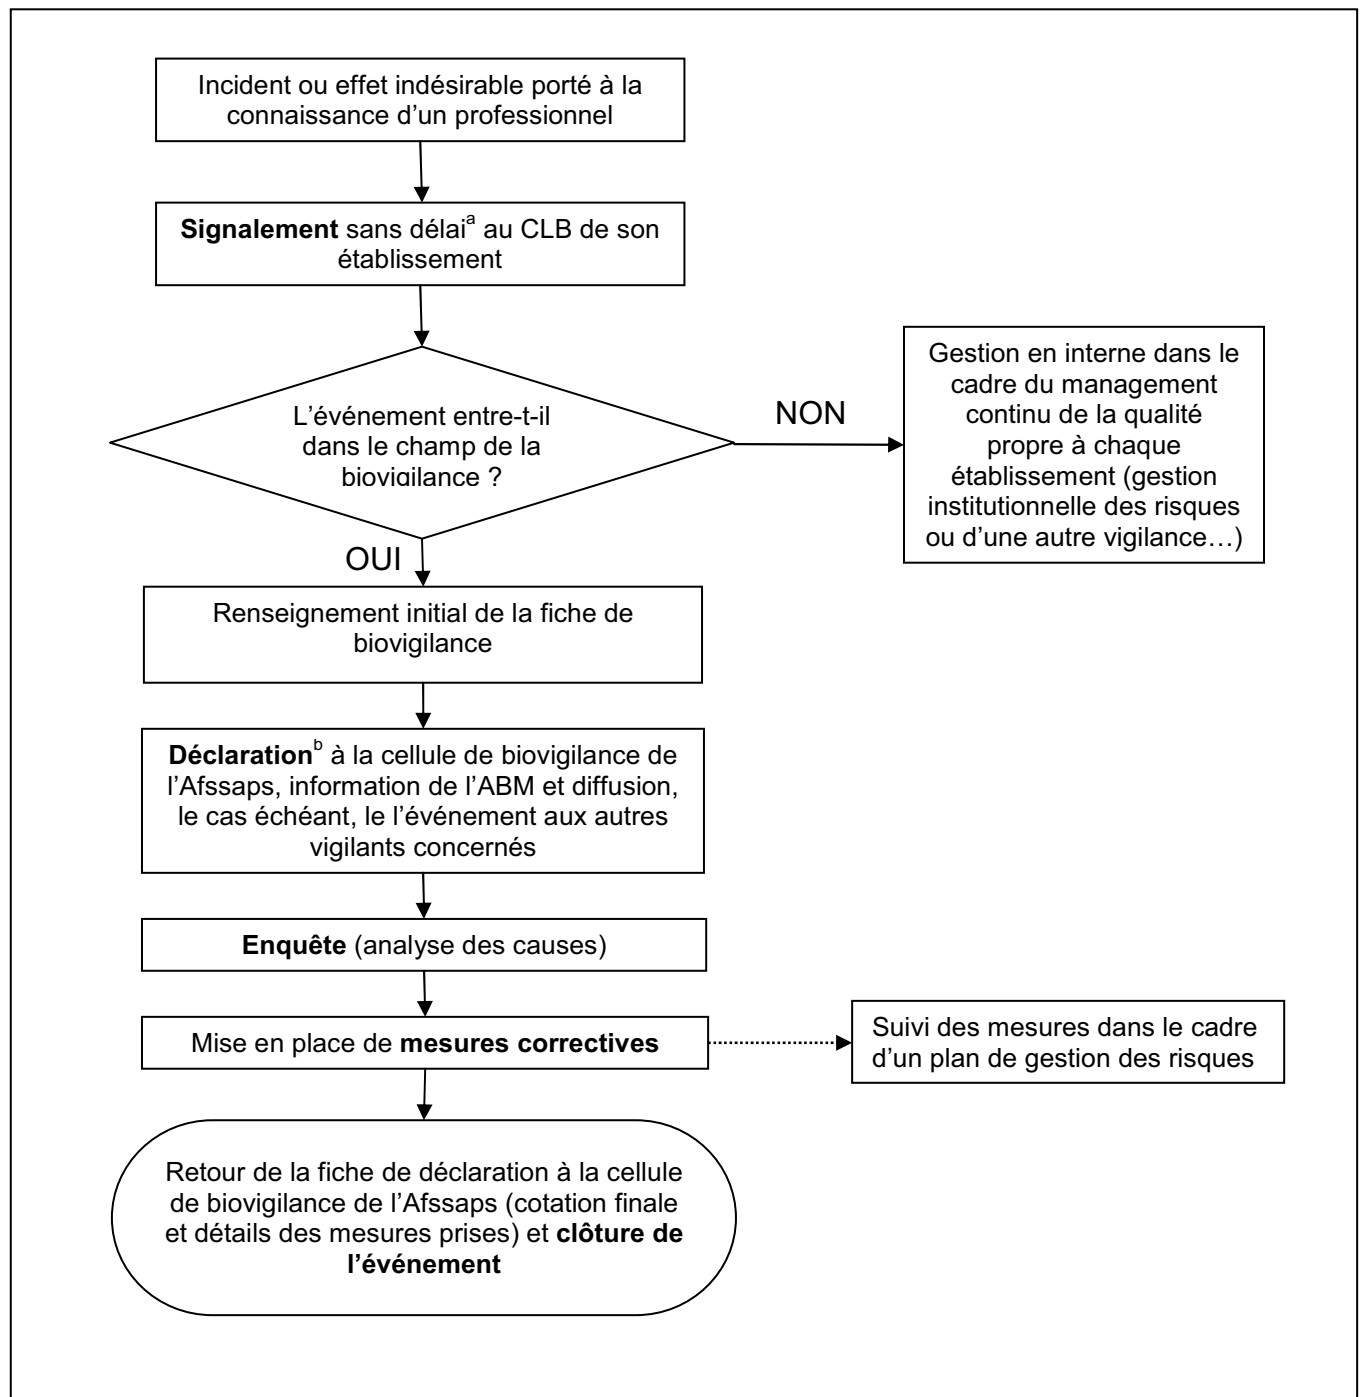 Incident ou effet indésirable porté à la
connaissance d’un professionnel
Signalement sans délaiᵃ au CLB de son
établissement
L’événement entre-t-il
dans le champ de la
biovigilance ?
NON
Gestion en interne dans le
cadre du management
continu de la qualité
propre à chaque
établissement (gestion
institutionnelle des risques
ou d’une autre vigilance…)
OUI
Renseignement initial de la fiche de
biovigilance
Déclarationᵇ à la cellule de biovigilance de
l’Afssaps, information de l’ABM et diffusion,
le cas échéant, le l’événement aux autres
vigilants concernés
Enquête (analyse des causes)
Mise en place de mesures correctives
Suivi des mesures dans le cadre
d’un plan de gestion des risques
Retour de la fiche de déclaration à la cellule
de biovigilance de l’Afssaps (cotation finale
et détails des mesures prises) et clôture de
l’événement